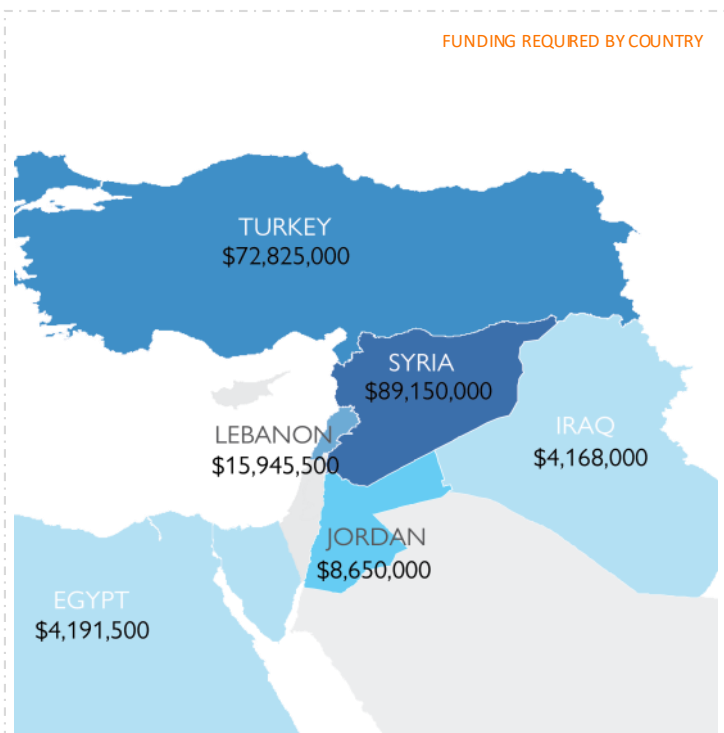 FUNDING REQUIRED BY COUNTRY
TURKEY
$72,825,000
SYRIA
$89,150,000
LEBANON
$15,945,500
IRAQ
$4,168,000
JORDAN
$8,650,000
EGYPT
$4,191,500